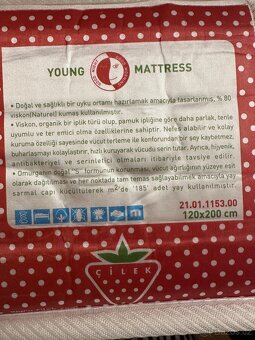 YOUNG MATTRESS
• Doğal ve sağlıklı bir uyku ortamı hazırlamak amacıyla tasarlanmış, % 80
viskon(Naturel) kumaş kullanılmıştır.
• Viskon, organik bir iplik türü olup, pamuk ipliğine göre daha parlak, tenle
uyumlu ve ter emici olma özelliklerine sahiptir. Nefes alabilir ve kolay
kuruma özelliği sayesinde vücut terleme ile konforundan bir şey kaybetmez,
buharlaşmayı kolaylaştırır, hızlı kuruyarak vücudu serin tutar. Ayrıca, hijyenik,
antibakteriyel ve serinletici olmaları itibariyle tavsiye edilir.
• Omurganın doğal "S" formunun korunması, vücut ağırlığının yüzeye eşit
olarak dağıtılması ve her noktada tam temas sağlayabilmek amacıyla yay
sarmal çapı küçültülerek m² de '185' adet yay kullanılmıştır.
21.01.1153.00
120x200 cm
ÇİLEK